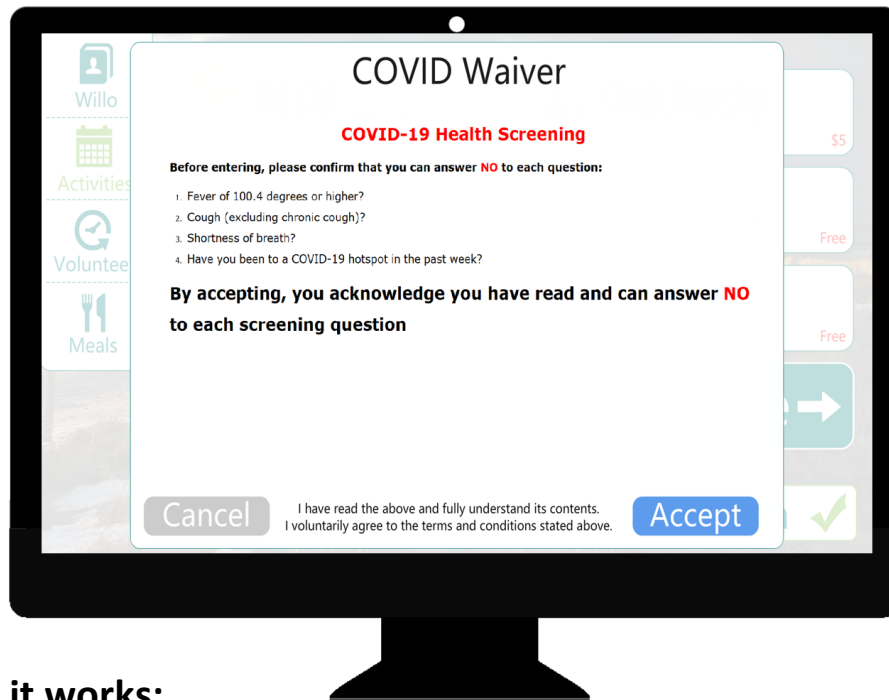 COVID Waiver
Willo
COVID-19 Health Screening
$5
Before entering, please confirm that you can answer NO to each question:
Activities
1. Fever of 100.4 degrees or higher?
2. Cough (excluding chronic cough)?
3. Shortness of breath?
Free
4. Have you been to a COVID-19 hotspot in the past week?
Voluntee
By accepting, you acknowledge you have read and can answer NO
to each screening question
Free
Meals
Cancel
I have read the above and fully understand its contents.
I voluntarily agree to the terms and conditions stated above.
Accept
it works: